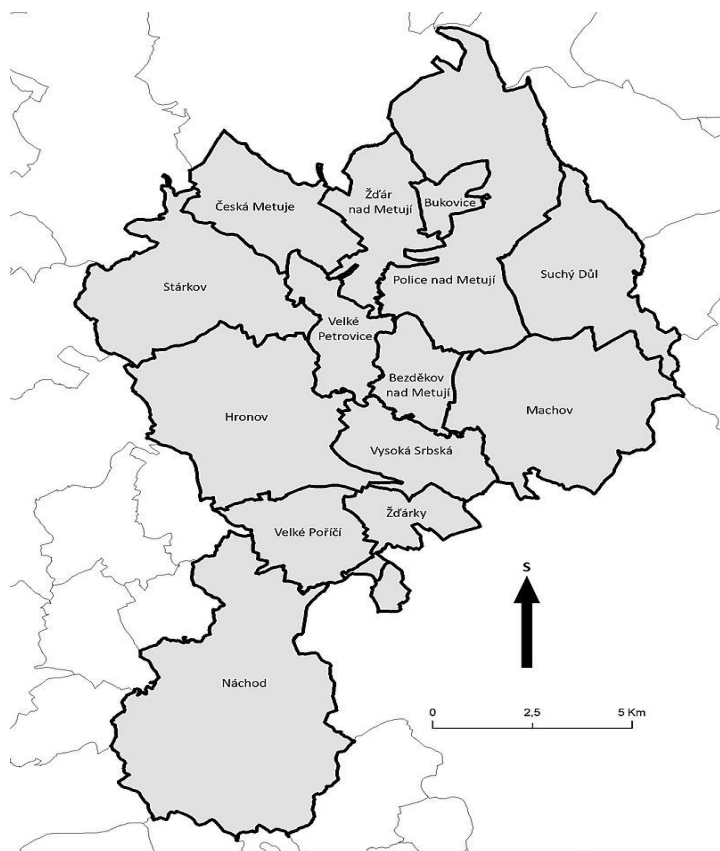 Česká Metuje
Žďár
nad Metují
Bukovice
Stárkov
Police nad Metují
Suchý Důl
Velké
Petrovice
Bezděkov
nad Metují
Hronov
Machov
Vysoká Srbská
Žďárky
Velké Poříčí
S
Náchod
0
2,5
5 Km